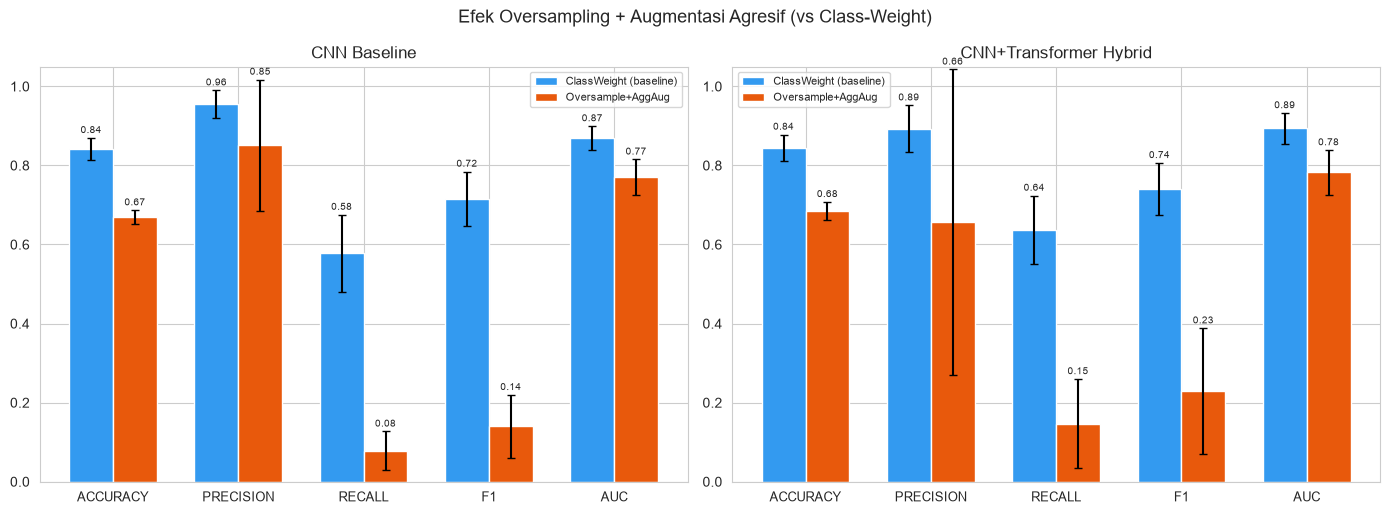 Efek Oversampling + Augmentasi Agresif (vs Class-Weight)
CNN Baseline
ClassWeight (baseline)
Oversample+AggAug
1.0
0.8
0.6
0.4
0.2
0.0
0.84
0.67
0.96
0.85
0.58
0.08
0.72
0.14
0.87
0.77
ACCURACY
PRECISION
RECALL
F1
AUC
CNN+Transformer Hybrid
ClassWeight (baseline)
Oversample+AggAug
1.0
0.8
0.6
0.4
0.2
0.0
0.84
0.68
0.89
0.66
0.64
0.15
0.74
0.23
0.89
0.78
ACCURACY
PRECISION
RECALL
F1
AUC